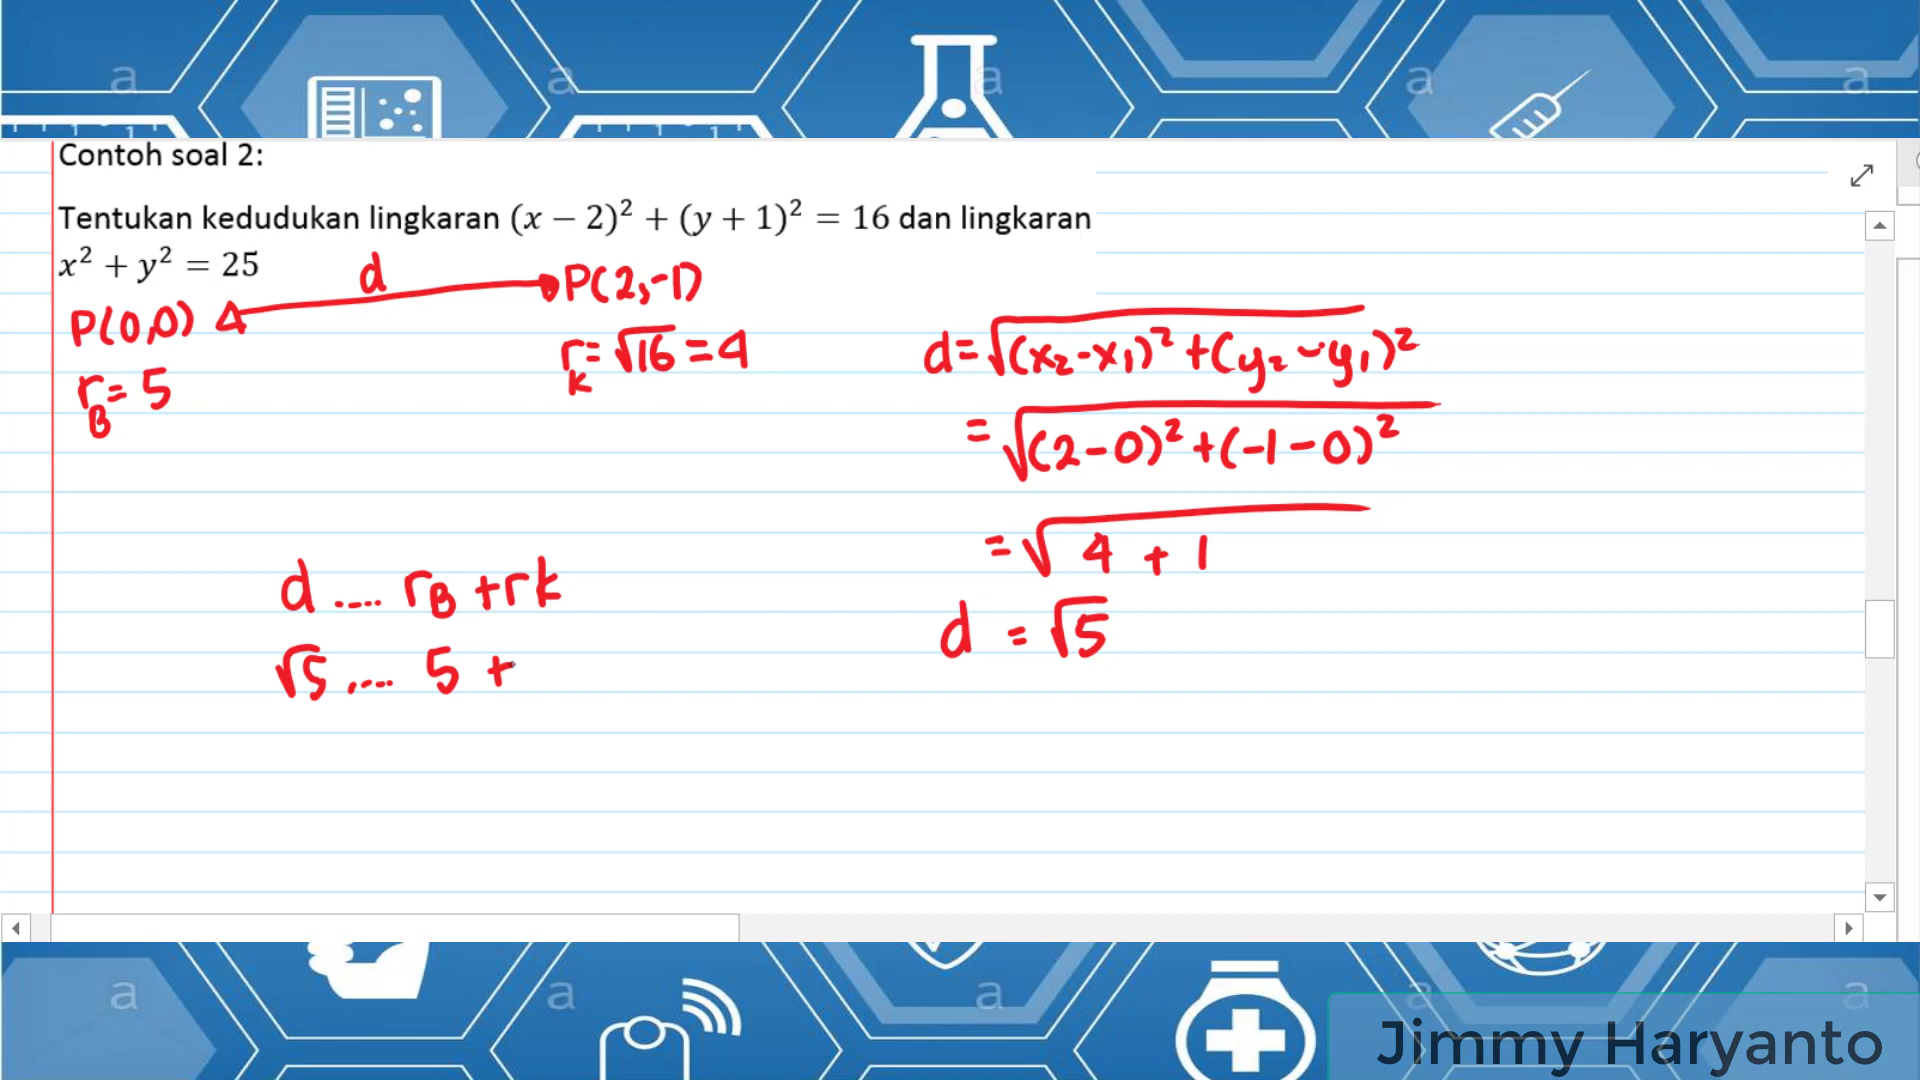 Contoh soal 2:
Tentukan kedudukan lingkaran (x − 2)² + (y + 1)² = 16 dan lingkaran
x² + y² = 25
d
P(2,-1)
P(0,0)
r_k = √16 = 4
r_B = 5
d = √(x₂-x₁)² + (y₂-y₁)²
= √(2-0)² + (-1-0)²
= √4 + 1
d = √5
d .... r_B + rk
√5 .... 5 +
a a a a a
a a a a a
Jimmy Haryanto